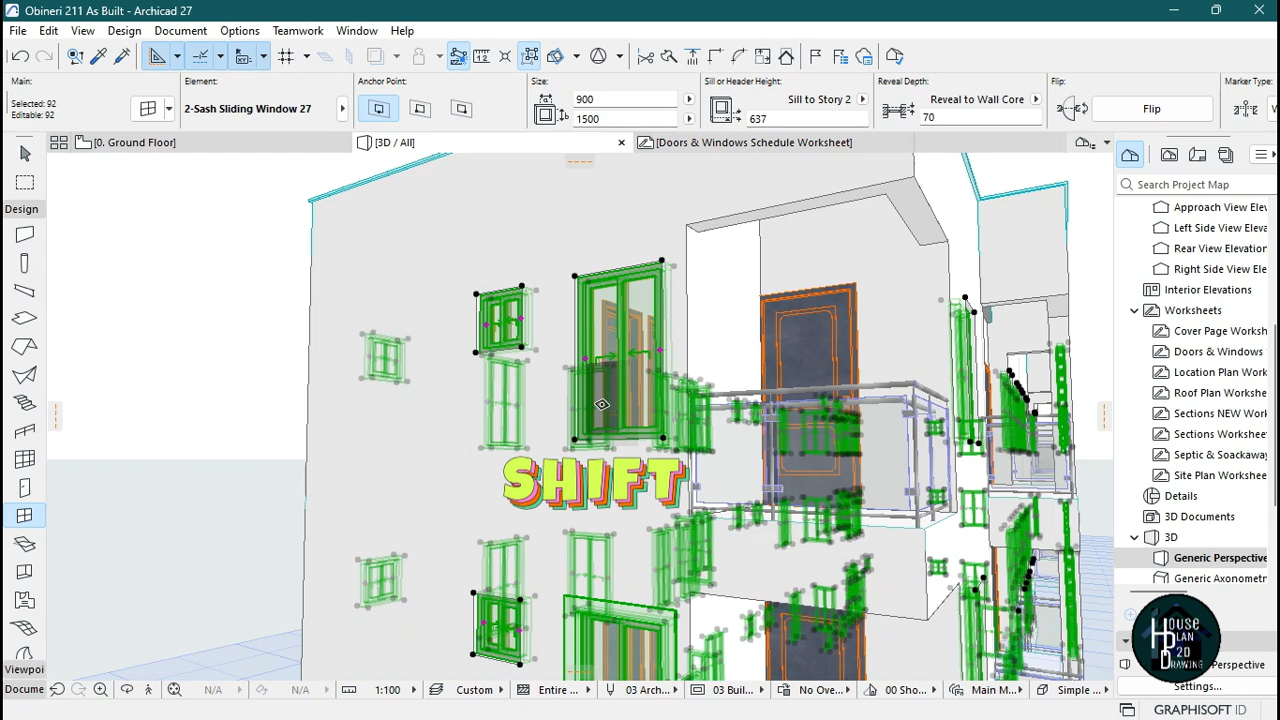 Obineri 211 As Built - Archicad 27
File Edit View Design Options Teamwork Window Help
Main:
Selected: 92
Editable: 92
Element:
2-Sash Sliding Window 27
Anchor Point:
Size:
900
1500
Sill or Header Height:
Sill to Story 2
637
Reveal Depth:
Reveal to Wall Core
70
Flip:
Flip
Marker Type:
[0. Ground Floor]
[3D / All]
[Doors & Windows Schedule Worksheet]
Search Project Map
Design
Approach View Ele
Left Side View Eleva
Rear View Elevation
Right Side View Ele
Interior Elevations
Worksheets
Cover Page Worksh
Doors & Windows
Location Plan Work
Roof Plan Workshe
Sections NEW Work
Sections Workshee
Septic & Soackaway
Site Plan Workshee
Details
3D Documents
3D
Generic Perspective
Generic Axonomet
SHIFT
HOUSE
PLAN
2D
DRAWING
Perspective
Settings...
Viewpoi
Docume
N/A
N/A
1:100
Custom
Entire ...
03 Arch...
03 Buil...
No Ove...
00 Sho...
Main M...
Simple ...
GRAPHISOFT ID